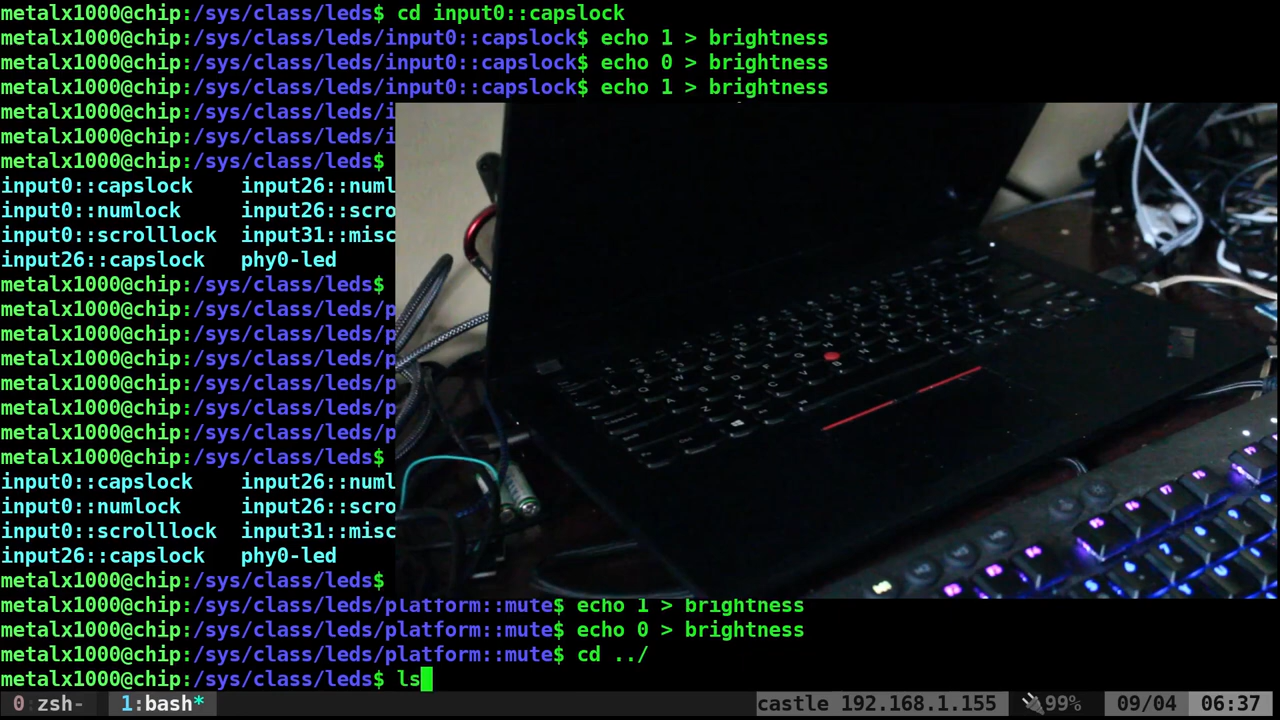 metalx1000@chip:/sys/class/leds$ cd input0::capslock
metalx1000@chip:/sys/class/leds/input0::capslock$ echo 1 > brightness
metalx1000@chip:/sys/class/leds/input0::capslock$ echo 0 > brightness
metalx1000@chip:/sys/class/leds/input0::capslock$ echo 1 > brightness
metalx1000@chip:/sys/class/leds/i
metalx1000@chip:/sys/class/leds/i
metalx1000@chip:/sys/class/leds$
input0::capslock    input26::numl
input0::numlock     input26::scro
input0::scrolllock  input31::misc
input26::capslock   phy0-led
metalx1000@chip:/sys/class/leds$
metalx1000@chip:/sys/class/leds/p
metalx1000@chip:/sys/class/leds/p
metalx1000@chip:/sys/class/leds/p
metalx1000@chip:/sys/class/leds/p
metalx1000@chip:/sys/class/leds/p
metalx1000@chip:/sys/class/leds/p
metalx1000@chip:/sys/class/leds$
input0::capslock    input26::numl
input0::numlock     input26::scro
input0::scrolllock  input31::misc
input26::capslock   phy0-led
metalx1000@chip:/sys/class/leds$
metalx1000@chip:/sys/class/leds/platform::mute$ echo 1 > brightness
metalx1000@chip:/sys/class/leds/platform::mute$ echo 0 > brightness
metalx1000@chip:/sys/class/leds/platform::mute$ cd ../
metalx1000@chip:/sys/class/leds$ ls
0 zsh- 1:bash* castle 192.168.1.155 99% 09/04 06:37